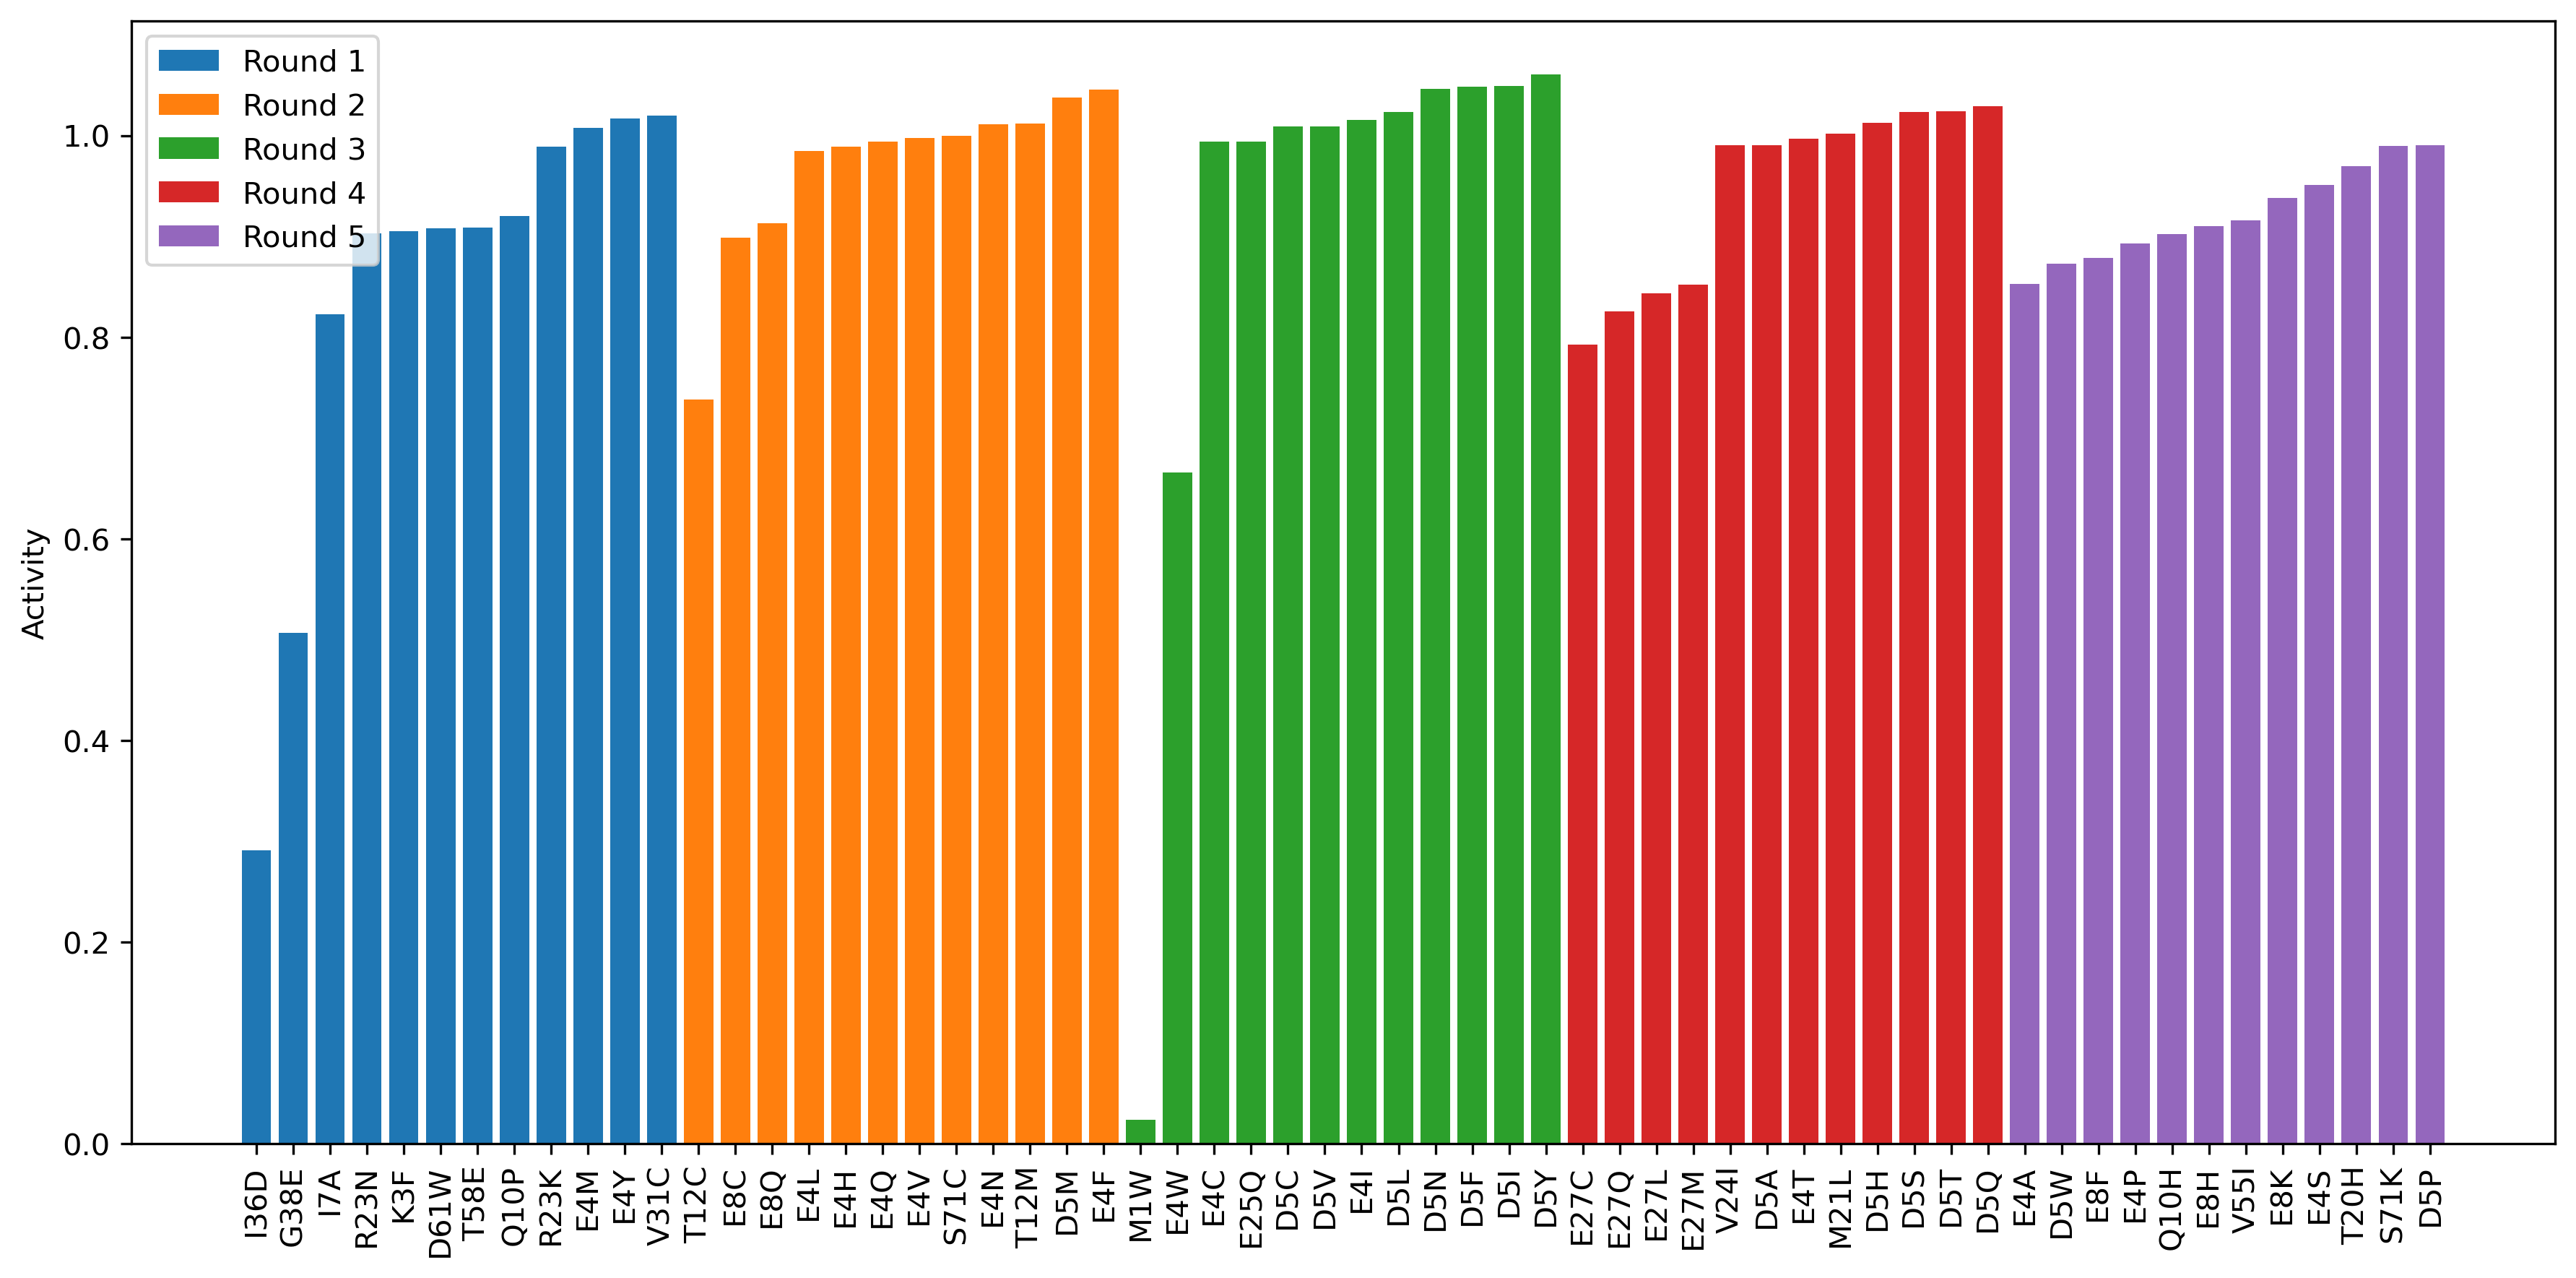 Round 1
Round 2
Round 3
Round 4
Round 5
Activity
1.0
0.8
0.6
0.4
0.2
0.0
I36D G38E I7A R23N K3F D61W T58E Q10P R23K E4M E4Y V31C T12C E8C E8Q E4L E4H E4Q E4V S71C E4N T12M D5M E4F M1W E4W E4C E25Q D5C D5V E4I D5L D5N D5F D5I D5Y E27C E27Q E27L E27M V24I D5A E4T M21L D5H D5S D5T D5Q E4A D5W E8F E4P Q10H E8H V55I E8K E4S T20H S71K D5P